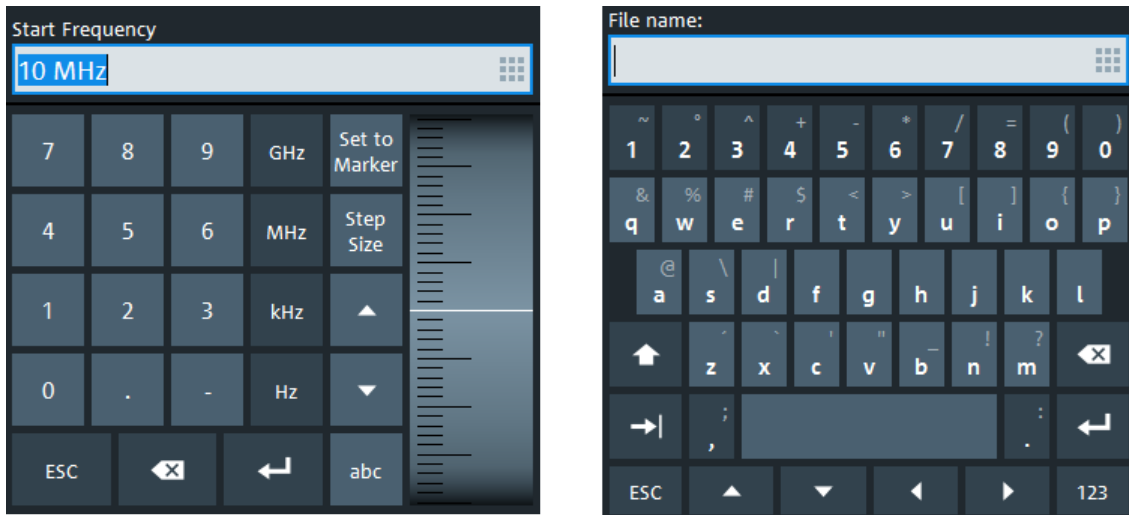 Start Frequency
10 MHz
7 8 9 GHz Set to Marker
4 5 6 MHz Step Size
1 2 3 kHz
0 . - Hz
ESC abc
File name:
~ ° ^ + - * / = ( )
1 2 3 4 5 6 7 8 9 0
& % # $ < > [ ] { }
q w e r t y u i o p
@ \ |
a s d f g h j k l
´ ` ' " _ ! ?
z x c v b n m
; :
, .
ESC 123